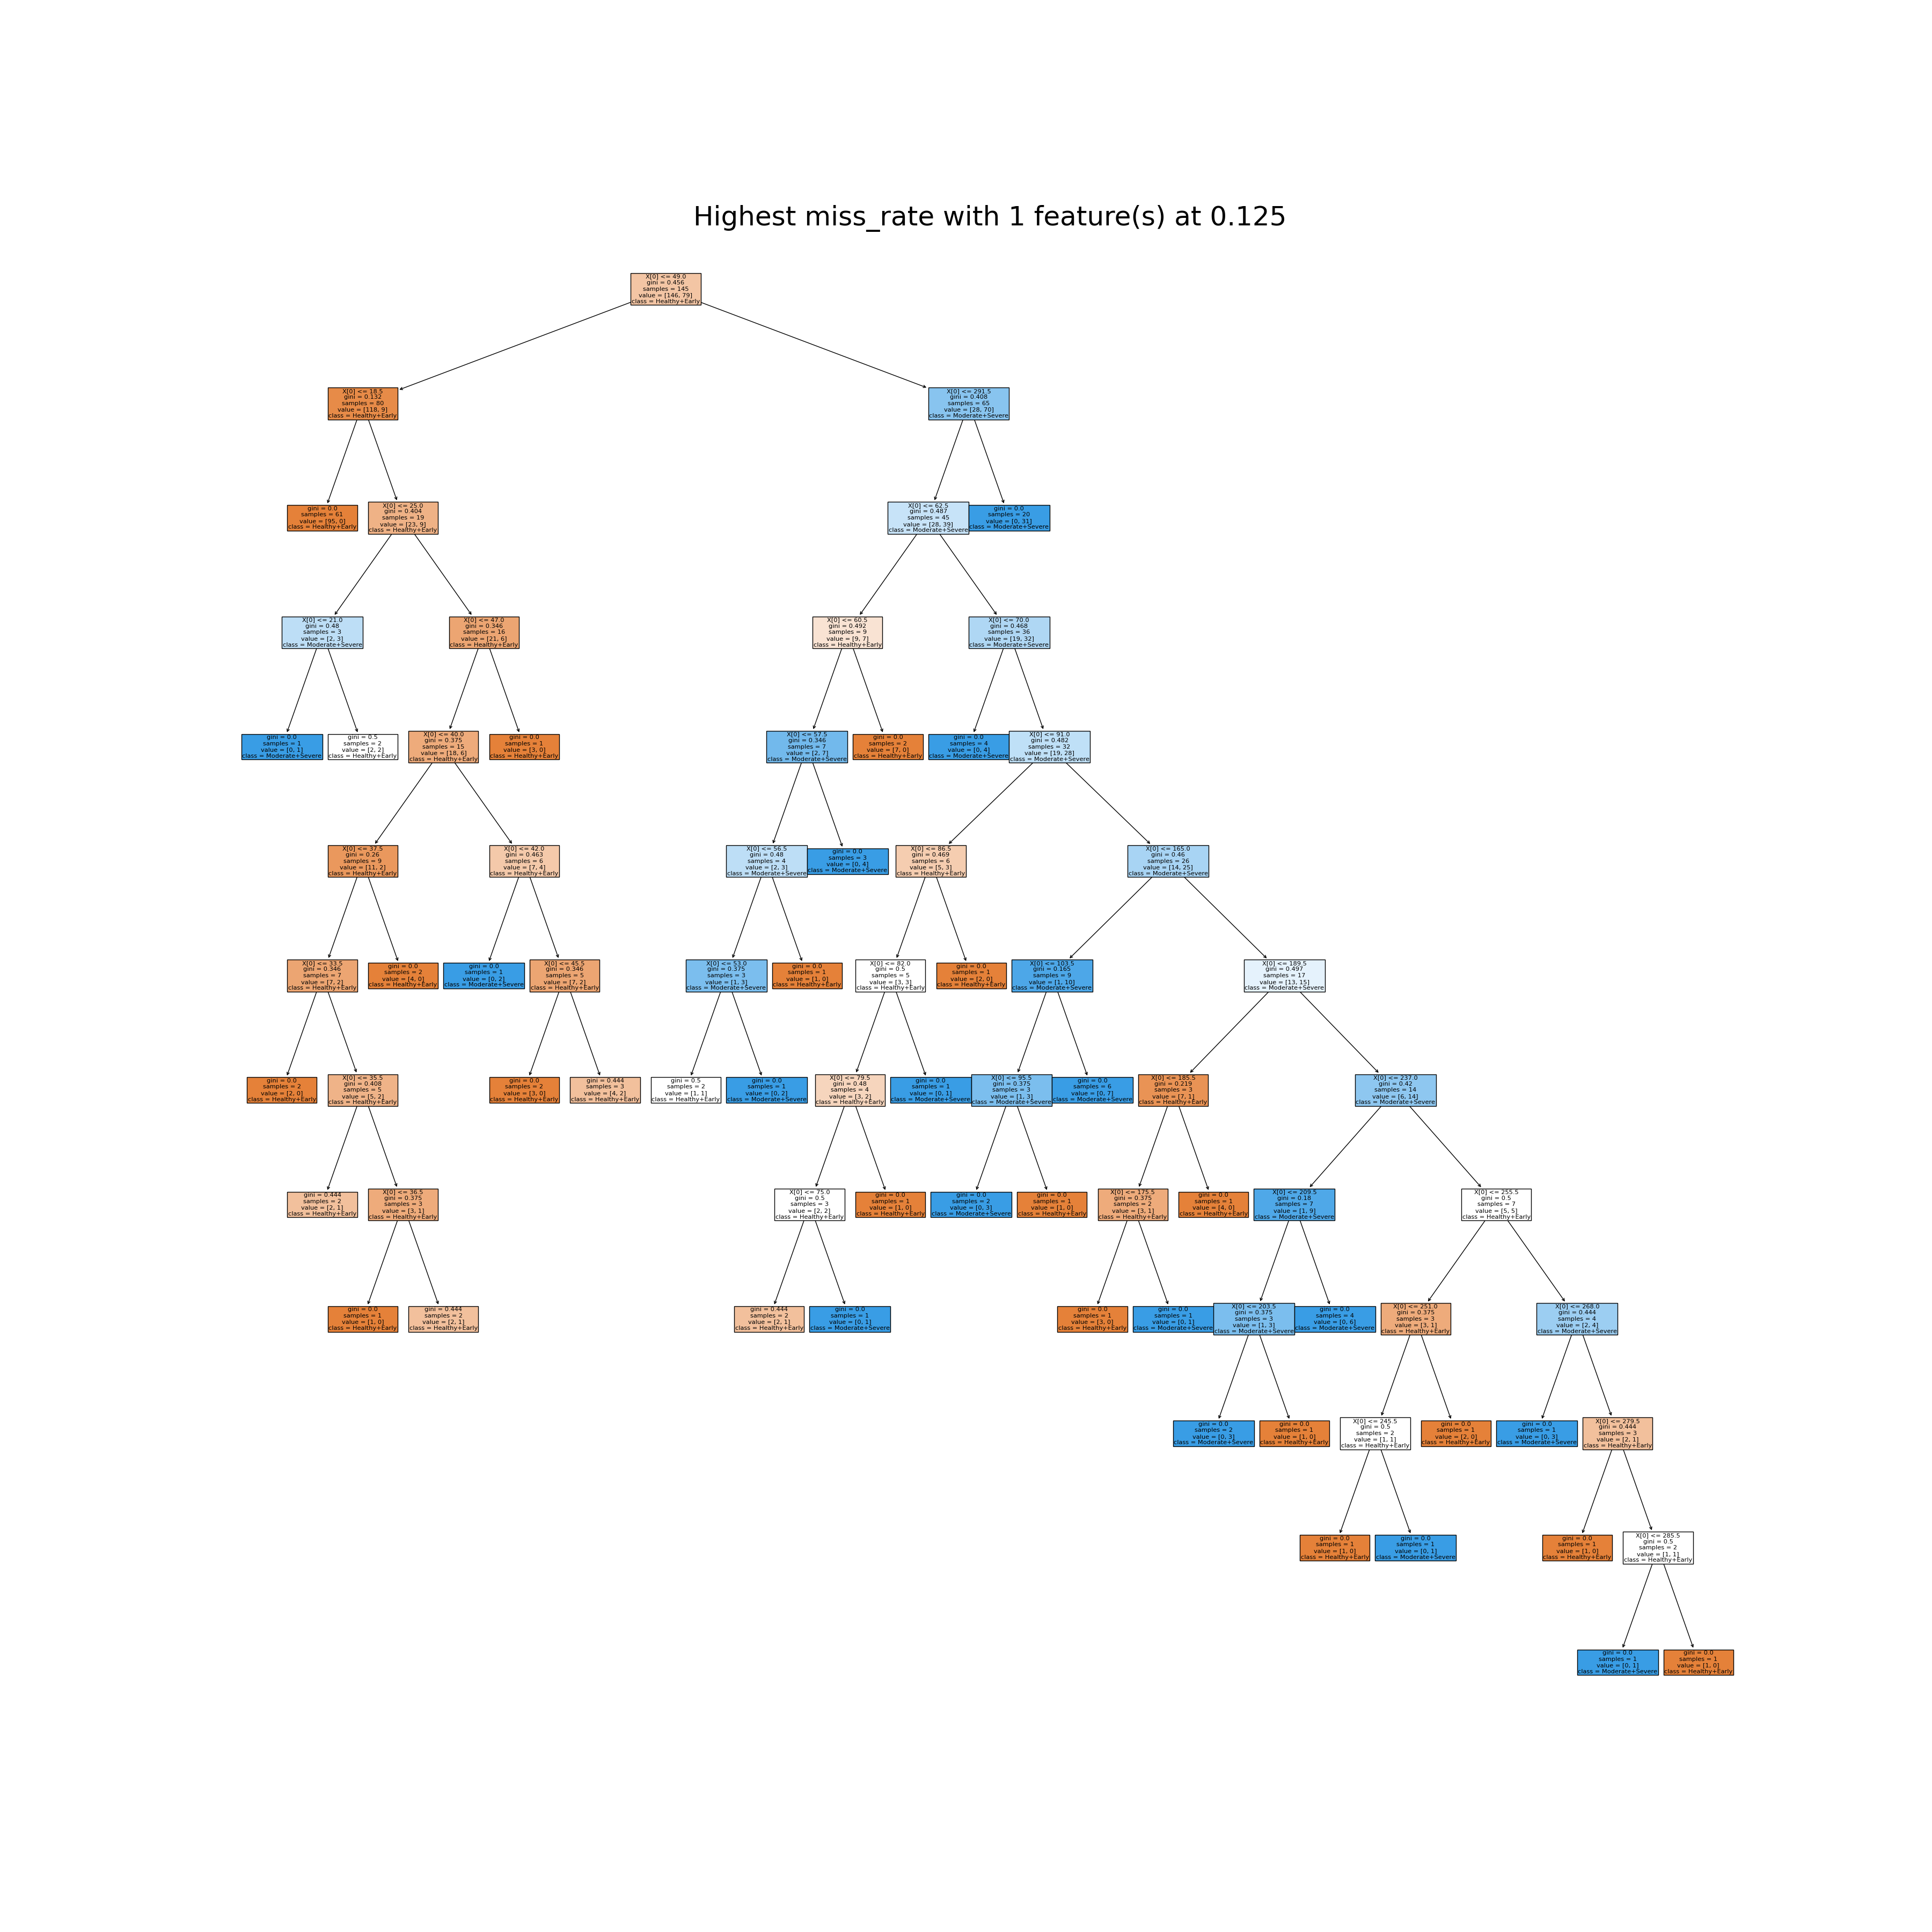 Highest miss_rate with 1 feature(s) at 0.125
X[0] <= 49.0
gini = 0.456
samples = 145
value = [146, 79]
class = Healthy+Early
X[0] <= 18.5
gini = 0.132
samples = 80
value = [118, 9]
class = Healthy+Early
X[0] <= 291.5
gini = 0.408
samples = 65
value = [28, 70]
class = Moderate+Severe
gini = 0.0
samples = 61
value = [95, 0]
class = Healthy+Early
X[0] <= 25.0
gini = 0.404
samples = 19
value = [23, 9]
class = Healthy+Early
X[0] <= 62.5
gini = 0.487
samples = 45
value = [28, 39]
class = Moderate+Severe
gini = 0.0
samples = 20
value = [0, 31]
class = Moderate+Severe
X[0] <= 21.0
gini = 0.48
samples = 3
value = [2, 3]
class = Moderate+Severe
X[0] <= 47.0
gini = 0.346
samples = 16
value = [21, 6]
class = Healthy+Early
X[0] <= 60.5
gini = 0.492
samples = 9
value = [9, 7]
class = Healthy+Early
X[0] <= 70.0
gini = 0.468
samples = 36
value = [19, 32]
class = Moderate+Severe
gini = 0.0
samples = 1
value = [0, 1]
class = Moderate+Severe
gini = 0.5
samples = 2
value = [2, 2]
class = Healthy+Early
X[0] <= 40.0
gini = 0.375
samples = 15
value = [18, 6]
class = Healthy+Early
gini = 0.0
samples = 1
value = [3, 0]
class = Healthy+Early
X[0] <= 57.5
gini = 0.346
samples = 7
value = [2, 7]
class = Moderate+Severe
gini = 0.0
samples = 2
value = [7, 0]
class = Healthy+Early
gini = 0.0
samples = 4
value = [0, 4]
class = Moderate+Severe
X[0] <= 91.0
gini = 0.482
samples = 32
value = [19, 28]
class = Moderate+Severe
X[0] <= 37.5
gini = 0.26
samples = 9
value = [11, 2]
class = Healthy+Early
X[0] <= 42.0
gini = 0.463
samples = 6
value = [7, 4]
class = Healthy+Early
X[0] <= 56.5
gini = 0.48
samples = 4
value = [2, 3]
class = Moderate+Severe
gini = 0.0
samples = 3
value = [0, 4]
class = Moderate+Severe
X[0] <= 86.5
gini = 0.469
samples = 6
value = [5, 3]
class = Healthy+Early
X[0] <= 165.0
gini = 0.46
samples = 26
value = [14, 25]
class = Moderate+Severe
X[0] <= 33.5
gini = 0.346
samples = 7
value = [7, 2]
class = Healthy+Early
gini = 0.0
samples = 2
value = [4, 0]
class = Healthy+Early
gini = 0.0
samples = 1
value = [0, 2]
class = Moderate+Severe
X[0] <= 45.5
gini = 0.346
samples = 5
value = [7, 2]
class = Healthy+Early
X[0] <= 53.0
gini = 0.375
samples = 3
value = [1, 3]
class = Moderate+Severe
gini = 0.0
samples = 1
value = [1, 0]
class = Healthy+Early
X[0] <= 82.0
gini = 0.5
samples = 5
value = [3, 3]
class = Healthy+Early
gini = 0.0
samples = 1
value = [2, 0]
class = Healthy+Early
X[0] <= 103.5
gini = 0.165
samples = 9
value = [1, 10]
class = Moderate+Severe
X[0] <= 189.5
gini = 0.497
samples = 17
value = [13, 15]
class = Moderate+Severe
gini = 0.0
samples = 2
value = [2, 0]
class = Healthy+Early
X[0] <= 35.5
gini = 0.408
samples = 5
value = [5, 2]
class = Healthy+Early
gini = 0.0
samples = 2
value = [3, 0]
class = Healthy+Early
gini = 0.444
samples = 3
value = [4, 2]
class = Healthy+Early
gini = 0.5
samples = 2
value = [1, 1]
class = Healthy+Early
gini = 0.0
samples = 1
value = [0, 2]
class = Moderate+Severe
X[0] <= 79.5
gini = 0.48
samples = 4
value = [3, 2]
class = Healthy+Early
gini = 0.0
samples = 1
value = [0, 1]
class = Moderate+Severe
X[0] <= 95.5
gini = 0.375
samples = 3
value = [1, 3]
class = Moderate+Severe
gini = 0.0
samples = 6
value = [0, 7]
class = Moderate+Severe
X[0] <= 185.5
gini = 0.219
samples = 3
value = [7, 1]
class = Healthy+Early
X[0] <= 237.0
gini = 0.42
samples = 14
value = [6, 14]
class = Moderate+Severe
gini = 0.444
samples = 2
value = [2, 1]
class = Healthy+Early
X[0] <= 36.5
gini = 0.375
samples = 3
value = [3, 1]
class = Healthy+Early
X[0] <= 75.0
gini = 0.5
samples = 3
value = [2, 2]
class = Healthy+Early
gini = 0.0
samples = 1
value = [1, 0]
class = Healthy+Early
gini = 0.0
samples = 2
value = [0, 3]
class = Moderate+Severe
gini = 0.0
samples = 1
value = [1, 0]
class = Healthy+Early
X[0] <= 175.5
gini = 0.375
samples = 2
value = [3, 1]
class = Healthy+Early
gini = 0.0
samples = 1
value = [4, 0]
class = Healthy+Early
X[0] <= 209.5
gini = 0.18
samples = 7
value = [1, 9]
class = Moderate+Severe
X[0] <= 255.5
gini = 0.5
samples = 7
value = [5, 5]
class = Healthy+Early
gini = 0.0
samples = 1
value = [1, 0]
class = Healthy+Early
gini = 0.444
samples = 2
value = [2, 1]
class = Healthy+Early
gini = 0.444
samples = 2
value = [2, 1]
class = Healthy+Early
gini = 0.0
samples = 1
value = [0, 1]
class = Moderate+Severe
gini = 0.0
samples = 1
value = [3, 0]
class = Healthy+Early
gini = 0.0
samples = 1
value = [0, 1]
class = Moderate+Severe
X[0] <= 203.5
gini = 0.375
samples = 3
value = [1, 3]
class = Moderate+Severe
gini = 0.0
samples = 4
value = [0, 6]
class = Moderate+Severe
X[0] <= 251.0
gini = 0.375
samples = 3
value = [3, 1]
class = Healthy+Early
X[0] <= 268.0
gini = 0.444
samples = 4
value = [2, 4]
class = Moderate+Severe
gini = 0.0
samples = 2
value = [0, 3]
class = Moderate+Severe
gini = 0.0
samples = 1
value = [1, 0]
class = Healthy+Early
X[0] <= 245.5
gini = 0.5
samples = 2
value = [1, 1]
class = Healthy+Early
gini = 0.0
samples = 1
value = [2, 0]
class = Healthy+Early
gini = 0.0
samples = 1
value = [0, 3]
class = Moderate+Severe
X[0] <= 279.5
gini = 0.444
samples = 3
value = [2, 1]
class = Healthy+Early
gini = 0.0
samples = 1
value = [1, 0]
class = Healthy+Early
gini = 0.0
samples = 1
value = [0, 1]
class = Moderate+Severe
gini = 0.0
samples = 1
value = [1, 0]
class = Healthy+Early
X[0] <= 285.5
gini = 0.5
samples = 2
value = [1, 1]
class = Healthy+Early
gini = 0.0
samples = 1
value = [0, 1]
class = Moderate+Severe
gini = 0.0
samples = 1
value = [1, 0]
class = Healthy+Early